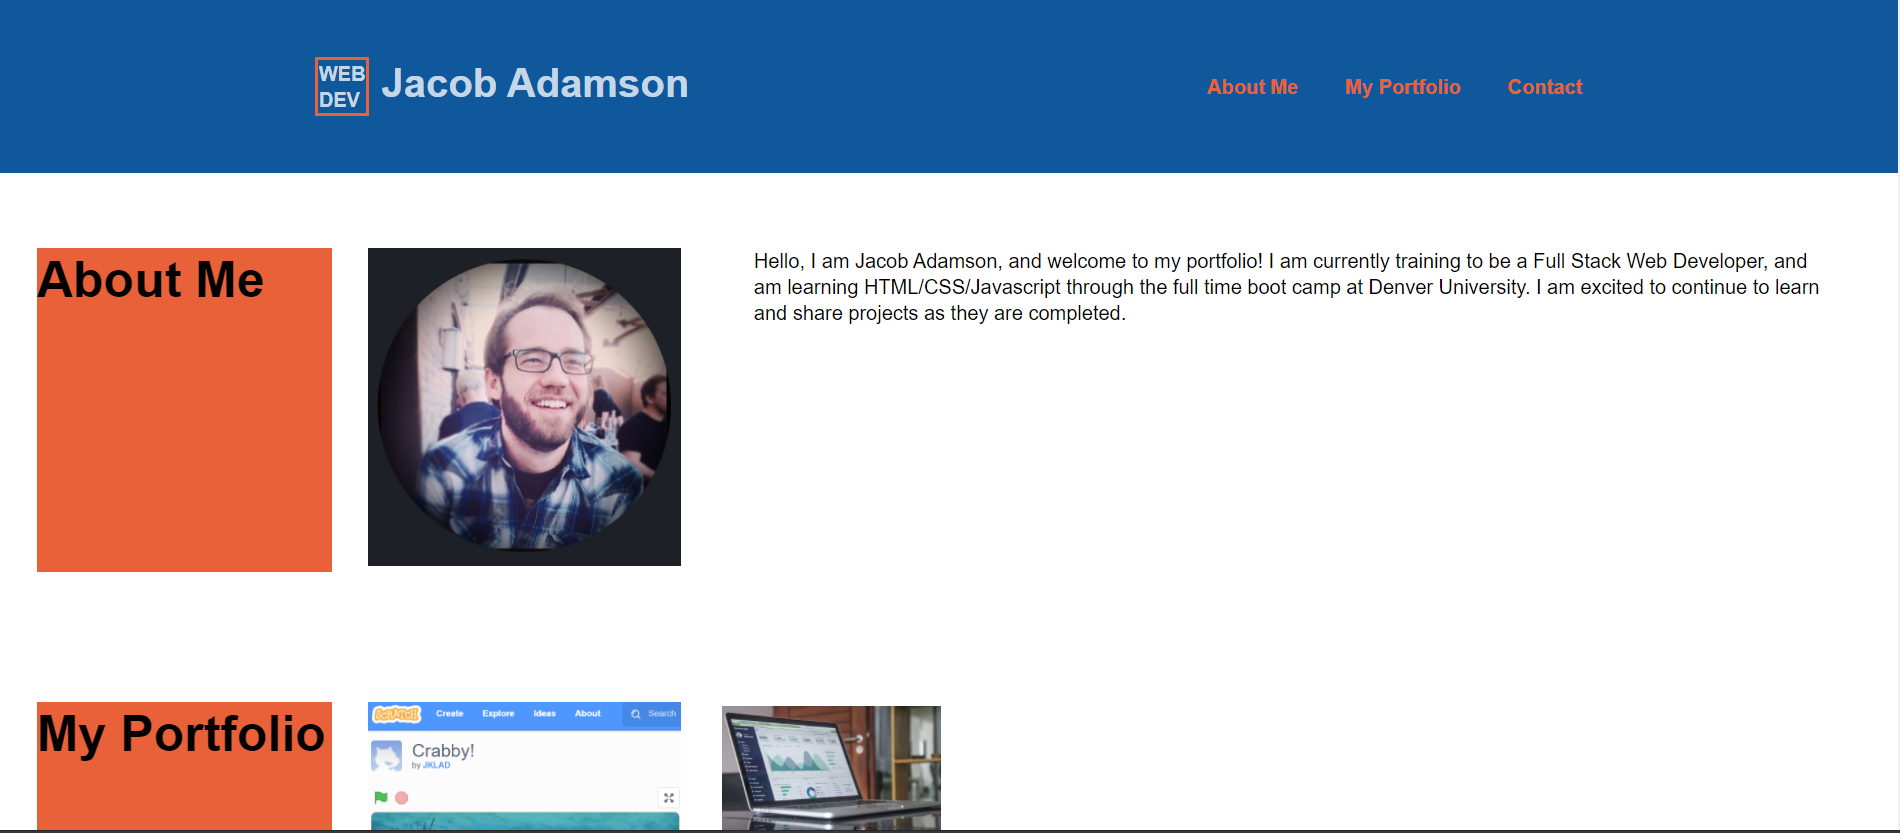 WEB
DEV
Jacob Adamson
About Me
My Portfolio
Contact
About Me
Hello, I am Jacob Adamson, and welcome to my portfolio! I am currently training to be a Full Stack Web Developer, and
am learning HTML/CSS/Javascript through the full time boot camp at Denver University. I am excited to continue to learn
and share projects as they are completed.
My Portfolio
SCRATCH
Create
Explore
Ideas
About
Search
Crabby!
by JKLAD